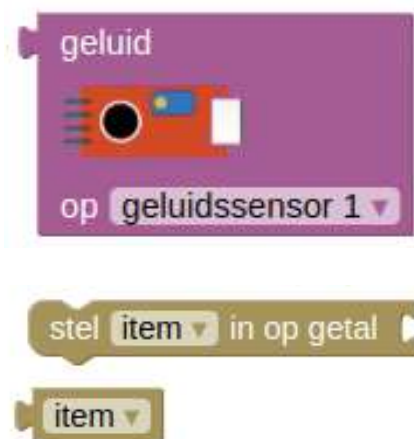 geluid
op geluidssensor 1
stel item in op getal
item